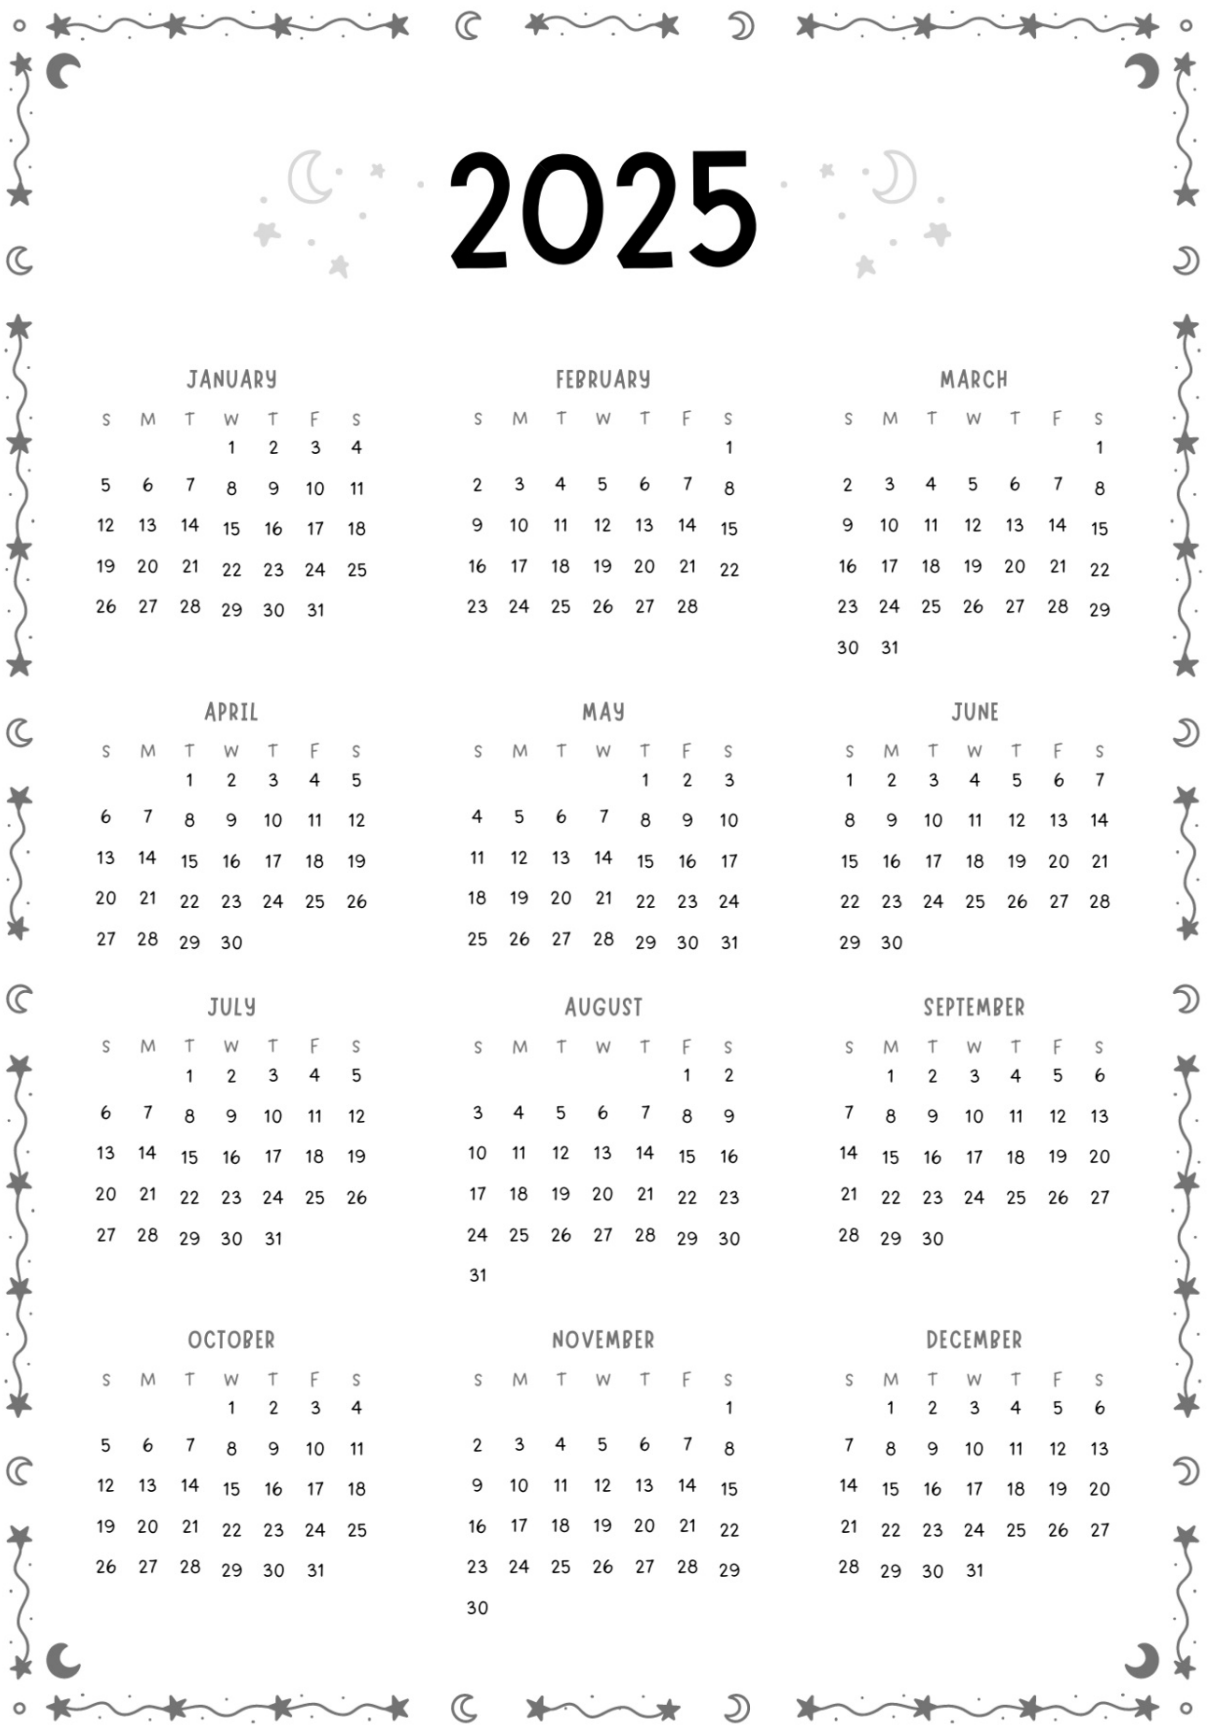 2025
JANUARY
S M T W T F S
1 2 3 4
5 6 7 8 9 10 11
12 13 14 15 16 17 18
19 20 21 22 23 24 25
26 27 28 29 30 31
FEBRUARY
S M T W T F S
1
2 3 4 5 6 7 8
9 10 11 12 13 14 15
16 17 18 19 20 21 22
23 24 25 26 27 28
MARCH
S M T W T F S
1
2 3 4 5 6 7 8
9 10 11 12 13 14 15
16 17 18 19 20 21 22
23 24 25 26 27 28 29
30 31
APRIL
S M T W T F S
1 2 3 4 5
6 7 8 9 10 11 12
13 14 15 16 17 18 19
20 21 22 23 24 25 26
27 28 29 30
MAY
S M T W T F S
1 2 3
4 5 6 7 8 9 10
11 12 13 14 15 16 17
18 19 20 21 22 23 24
25 26 27 28 29 30 31
JUNE
S M T W T F S
1 2 3 4 5 6 7
8 9 10 11 12 13 14
15 16 17 18 19 20 21
22 23 24 25 26 27 28
29 30
JULY
S M T W T F S
1 2 3 4 5
6 7 8 9 10 11 12
13 14 15 16 17 18 19
20 21 22 23 24 25 26
27 28 29 30 31
AUGUST
S M T W T F S
1 2
3 4 5 6 7 8 9
10 11 12 13 14 15 16
17 18 19 20 21 22 23
24 25 26 27 28 29 30
31
SEPTEMBER
S M T W T F S
1 2 3 4 5 6
7 8 9 10 11 12 13
14 15 16 17 18 19 20
21 22 23 24 25 26 27
28 29 30
OCTOBER
S M T W T F S
1 2 3 4
5 6 7 8 9 10 11
12 13 14 15 16 17 18
19 20 21 22 23 24 25
26 27 28 29 30 31
NOVEMBER
S M T W T F S
1
2 3 4 5 6 7 8
9 10 11 12 13 14 15
16 17 18 19 20 21 22
23 24 25 26 27 28 29
30
DECEMBER
S M T W T F S
1 2 3 4 5 6
7 8 9 10 11 12 13
14 15 16 17 18 19 20
21 22 23 24 25 26 27
28 29 30 31